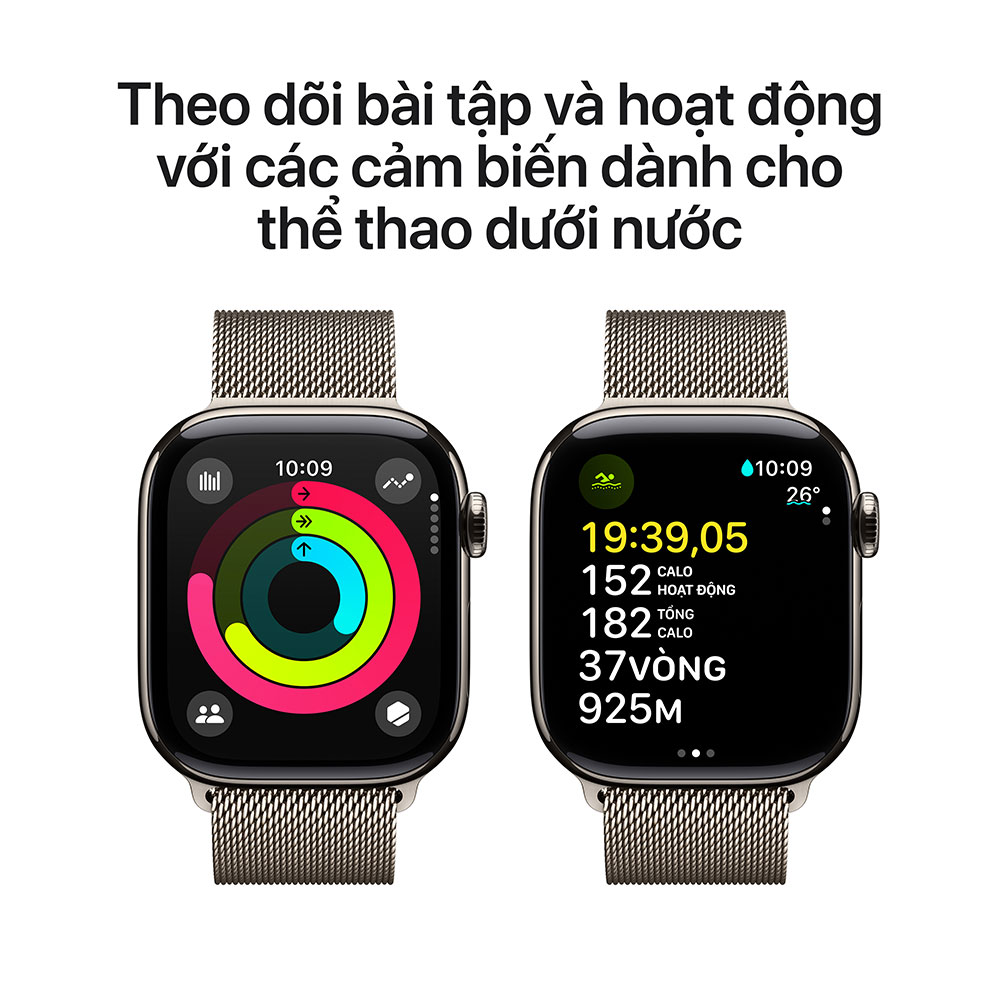 Theo dõi bài tập và hoạt động
với các cảm biến dành cho
thể thao dưới nước
10:09
10:09
26°
19:39,05
152 CALO
HOẠT ĐỘNG
182 TỔNG
CALO
37VÒNG
925M